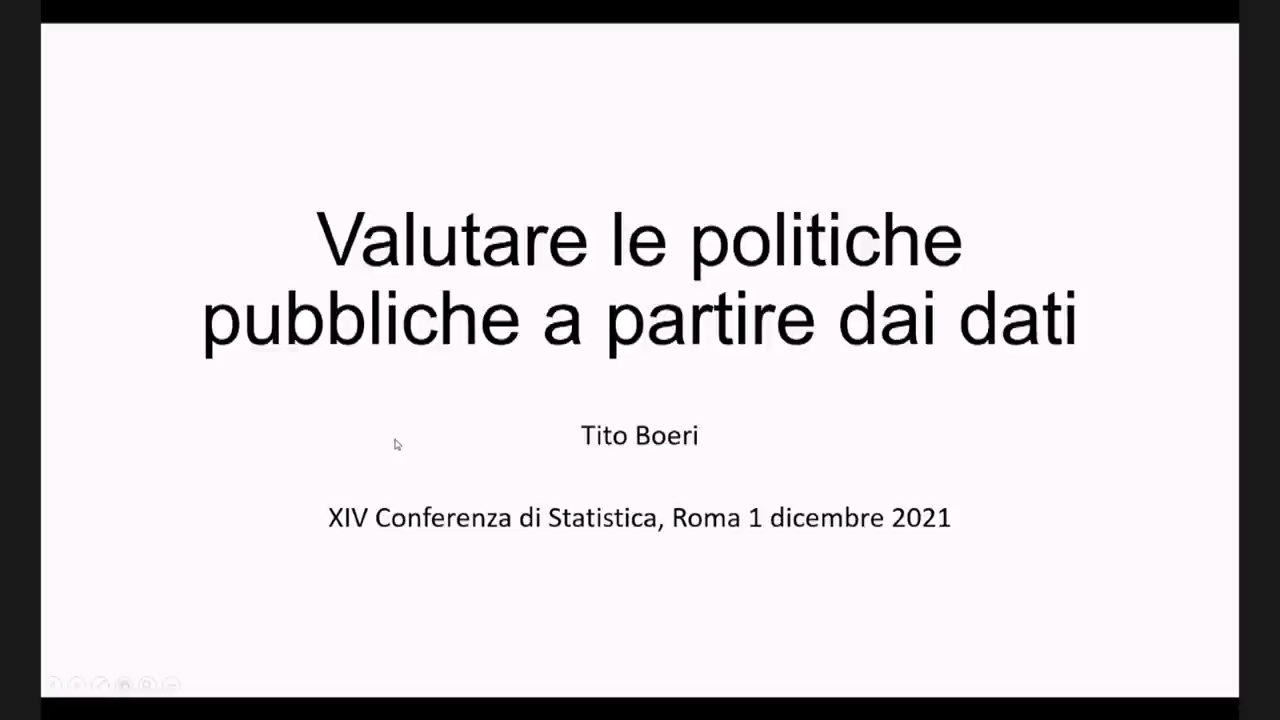 Valutare le politiche
pubbliche a partire dai dati
Tito Boeri
XIV Conferenza di Statistica, Roma 1 dicembre 2021